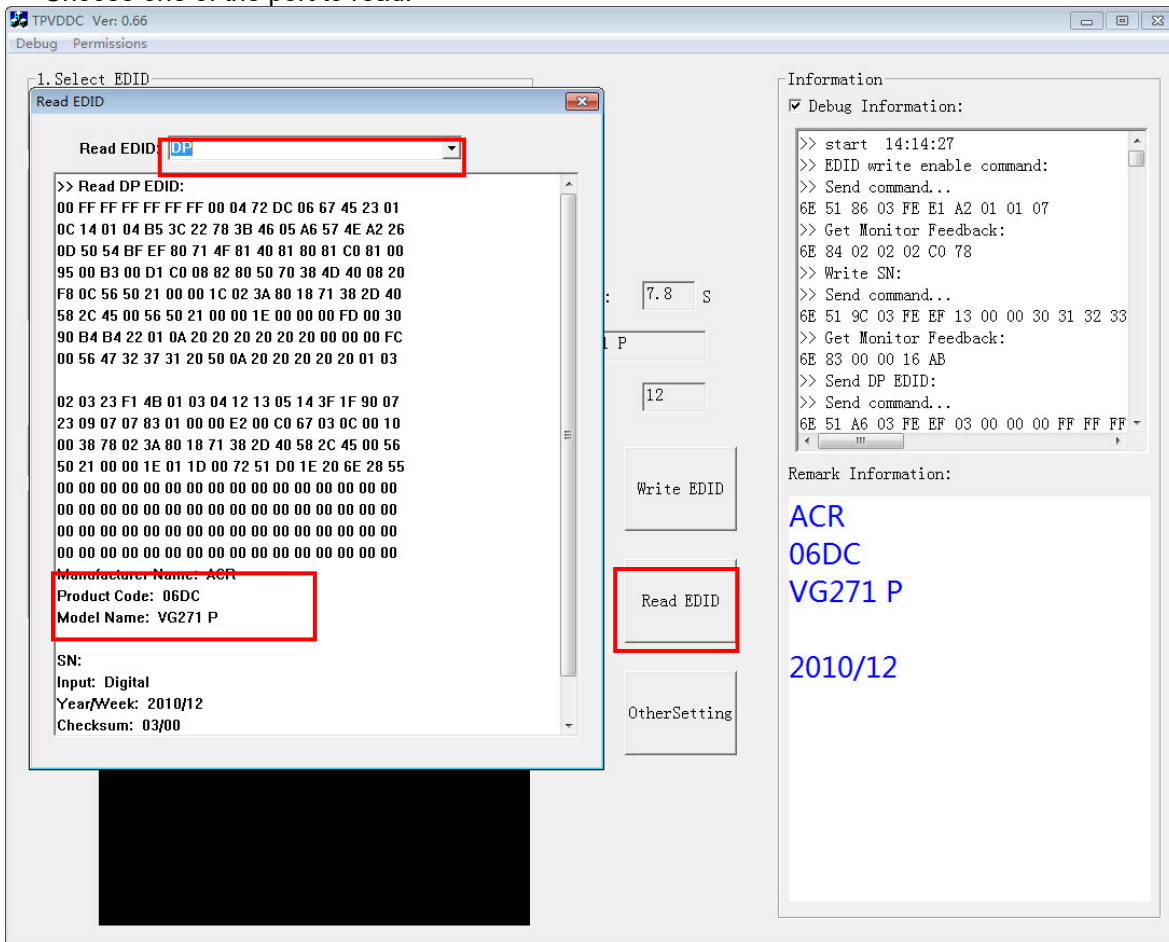 Choose one of the port to read.
TPVDDC Ver: 0.66
Debug Permissions
1.Select EDID
Read EDID
Read EDID: DP
>> Read DP EDID:
00 FF FF FF FF FF FF 00 04 72 DC 06 67 45 23 01
0C 14 01 04 B5 3C 22 78 3B 46 05 A6 57 4E A2 26
0D 50 54 BF EF 80 71 4F 81 40 81 80 81 C0 81 00
95 00 B3 00 D1 C0 08 82 80 50 70 38 4D 40 08 20
F8 0C 56 50 21 00 00 1C 02 3A 80 18 71 38 2D 40
58 2C 45 00 56 50 21 00 00 1E 00 00 00 FD 00 30
90 B4 B4 22 01 0A 20 20 20 20 20 20 00 00 00 FC
00 56 47 32 37 31 20 50 0A 20 20 20 20 20 01 03
02 03 23 F1 4B 01 03 04 12 13 05 14 3F 1F 90 07
23 09 07 07 83 01 00 00 E2 00 C0 67 03 0C 00 10
00 38 78 02 3A 80 18 71 38 2D 40 58 2C 45 00 56
50 21 00 00 1E 01 1D 00 72 51 D0 1E 20 6E 28 55
00 00 00 00 00 00 00 00 00 00 00 00 00 00 00 00
00 00 00 00 00 00 00 00 00 00 00 00 00 00 00 00
00 00 00 00 00 00 00 00 00 00 00 00 00 00 00 00
00 00 00 00 00 00 00 00 00 00 00 00 00 00 00 00
Manufacturer Name: ACR
Product Code: 06DC
Model Name: VG271 P
SN:
Input: Digital
Year/Week: 2010/12
Checksum: 03/00
: 7.8 S
P
12
Write EDID
Read EDID
OtherSetting
Information
Debug Information:
>> start 14:14:27
>> EDID write enable command:
>> Send command...
6E 51 86 03 FE E1 A2 01 01 07
>> Get Monitor Feedback:
6E 84 02 02 02 C0 78
>> Write SN:
>> Send command...
6E 51 9C 03 FE EF 13 00 00 30 31 32 33
>> Get Monitor Feedback:
6E 83 00 00 16 AB
>> Send DP EDID:
>> Send command...
6E 51 A6 03 FE EF 03 00 00 00 FF FF FF
Remark Information:
ACR
06DC
VG271 P
2010/12